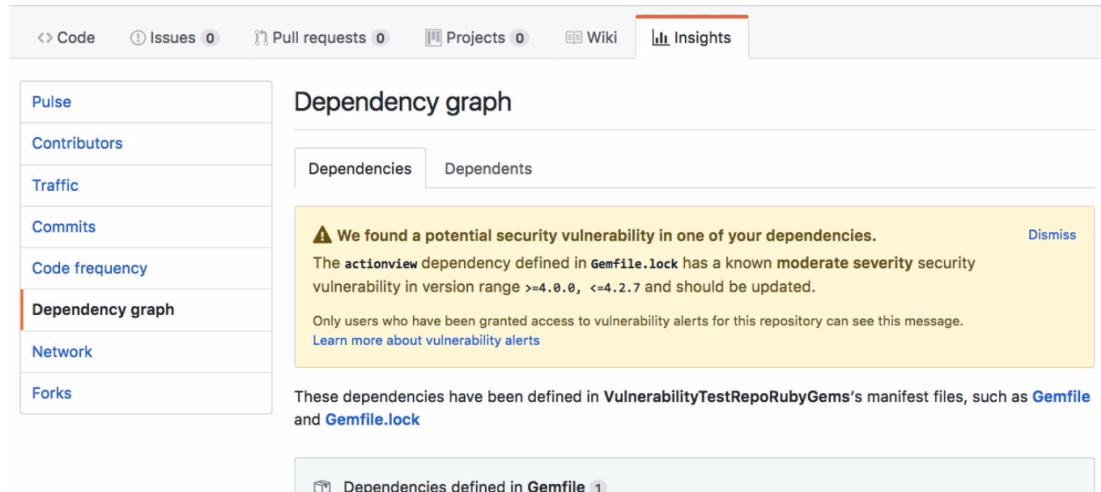 Code Issues 0 Pull requests 0 Projects 0 Wiki Insights
Pulse
Contributors
Traffic
Commits
Code frequency
Dependency graph
Network
Forks
Dependency graph
Dependencies Dependents
We found a potential security vulnerability in one of your dependencies. Dismiss
The actionview dependency defined in Gemfile.lock has a known moderate severity security
vulnerability in version range >=4.0.0, <=4.2.7 and should be updated.
Only users who have been granted access to vulnerability alerts for this repository can see this message.
Learn more about vulnerability alerts
These dependencies have been defined in VulnerabilityTestRepoRubyGems's manifest files, such as Gemfile
and Gemfile.lock
Dependencies defined in Gemfile 1